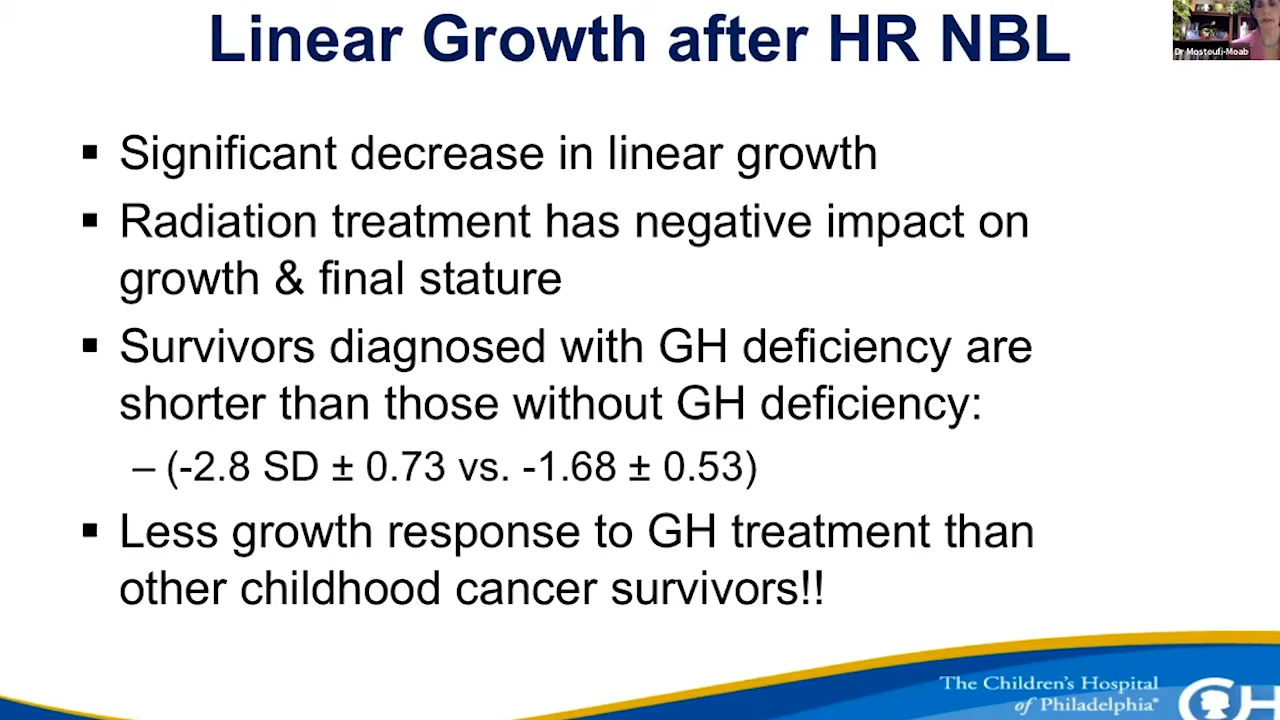 Linear Growth after HR NBL
Dr Mostoufi-Moab
▪ Significant decrease in linear growth
▪ Radiation treatment has negative impact on
growth & final stature
▪ Survivors diagnosed with GH deficiency are
shorter than those without GH deficiency:
– (-2.8 SD ± 0.73 vs. -1.68 ± 0.53)
▪ Less growth response to GH treatment than
other childhood cancer survivors!!
The Children's Hospital
of Philadelphia®
CH